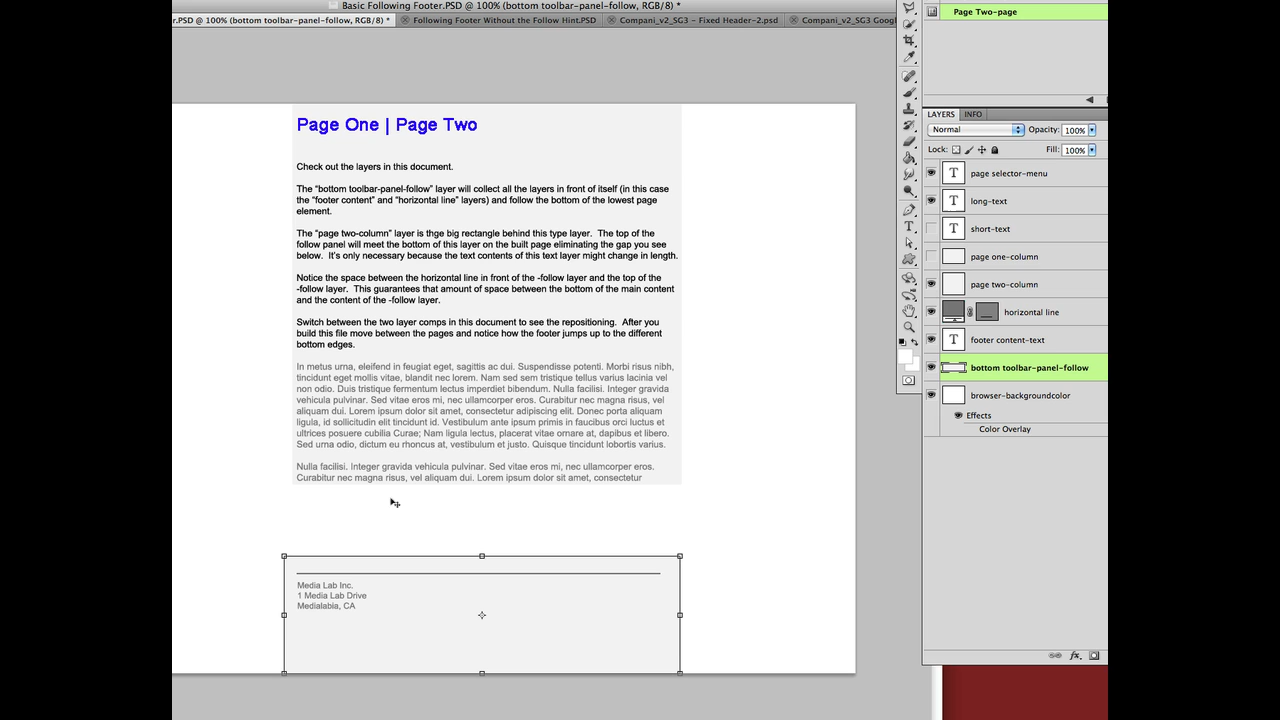 Basic Following Footer.PSD @ 100% (bottom toolbar-panel-follow, RGB/8) *
r.PSD @ 100% (bottom toolbar-panel-follow, RGB/8) *
Following Footer Without the Follow Hint.PSD
Compani_v2_SG3 - Fixed Header-2.psd
Compani_v2_SG3 Googl
Page Two-page
Page One | Page Two
Check out the layers in this document.
The “bottom toolbar-panel-follow” layer will collect all the layers in front of itself (in this case
the “footer content” and “horizontal line” layers) and follow the bottom of the lowest page
element.
The “page two-column” layer is thge big rectangle behind this type layer. The top of the
follow panel will meet the bottom of this layer on the built page eliminating the gap you see
below. It's only necessary because the text contents of this text layer might change in length.
Notice the space between the horizontal line in front of the -follow layer and the top of the
-follow layer. This guarantees that amount of space between the bottom of the main content
and the content of the -follow layer.
Switch between the two layer comps in this document to see the repositioning. After you
build this file move between the pages and notice how the footer jumps up to the different
bottom edges.
In metus urna, eleifend in feugiat eget, sagittis ac dui. Suspendisse potenti. Morbi risus nibh,
tincidunt eget mollis vitae, blandit nec lorem. Nam sed sem tristique tellus varius lacinia vel
non odio. Duis tristique fermentum lectus imperdiet bibendum. Nulla facilisi. Integer gravida
vehicula pulvinar. Sed vitae eros mi, nec ullamcorper eros. Curabitur nec magna risus, vel
aliquam dui. Lorem ipsum dolor sit amet, consectetur adipiscing elit. Donec porta aliquam
ligula, id sollicitudin elit tincidunt id. Vestibulum ante ipsum primis in faucibus orci luctus et
ultrices posuere cubilia Curae; Nam ligula lectus, placerat vitae ornare at, dapibus et libero.
Sed urna odio, dictum eu rhoncus at, vestibulum et justo. Quisque tincidunt lobortis varius.
Nulla facilisi. Integer gravida vehicula pulvinar. Sed vitae eros mi, nec ullamcorper eros.
Curabitur nec magna risus, vel aliquam dui. Lorem ipsum dolor sit amet, consectetur
Media Lab Inc.
1 Media Lab Drive
Medialabia, CA
LAYERS INFO
Normal Opacity: 100%
Lock: Fill: 100%
T page selector-menu
T long-text
T short-text
page one-column
page two-column
horizontal line
T footer content-text
bottom toolbar-panel-follow
browser-backgroundcolor
Effects
Color Overlay
fx